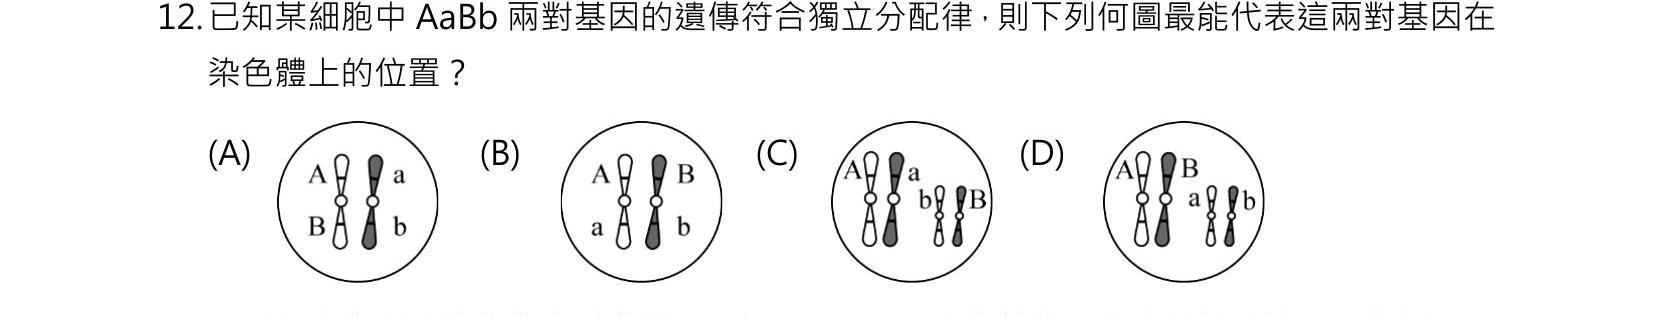 12.已知某細胞中 AaBb 兩對基因的遺傳符合獨立分配律，則下列何圖最能代表這兩對基因在
染色體上的位置？
(A) (B) (C) (D)
A a A B A a A B
b B a b
B b a b